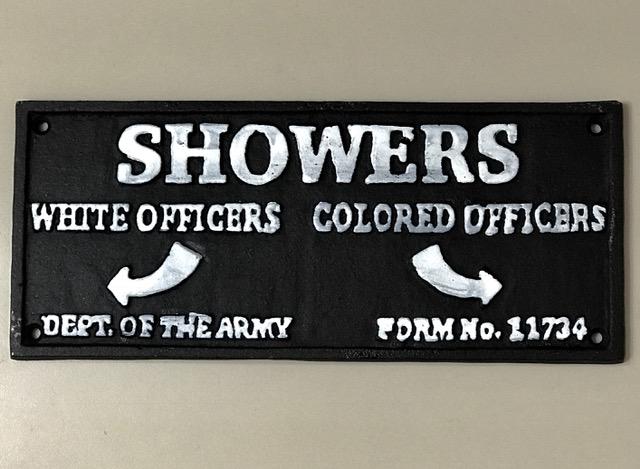 SHOWERS
WHITE OFFICERS COLORED OFFICERS
DEPT. OF THE ARMY FORM No. 11734